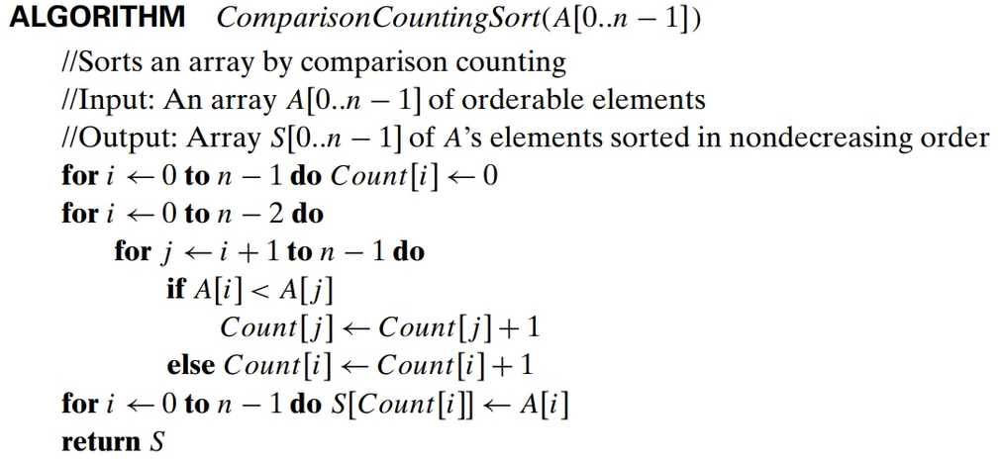 ALGORITHM ComparisonCountingSort(A[0..n − 1])
//Sorts an array by comparison counting
//Input: An array A[0..n − 1] of orderable elements
//Output: Array S[0..n − 1] of A’s elements sorted in nondecreasing order
for i ← 0 to n − 1 do Count[i] ← 0
for i ← 0 to n − 2 do
for j ← i + 1 to n − 1 do
if A[i] < A[j]
Count[j] ← Count[j] + 1
else Count[i] ← Count[i] + 1
for i ← 0 to n − 1 do S[Count[i]] ← A[i]
return S